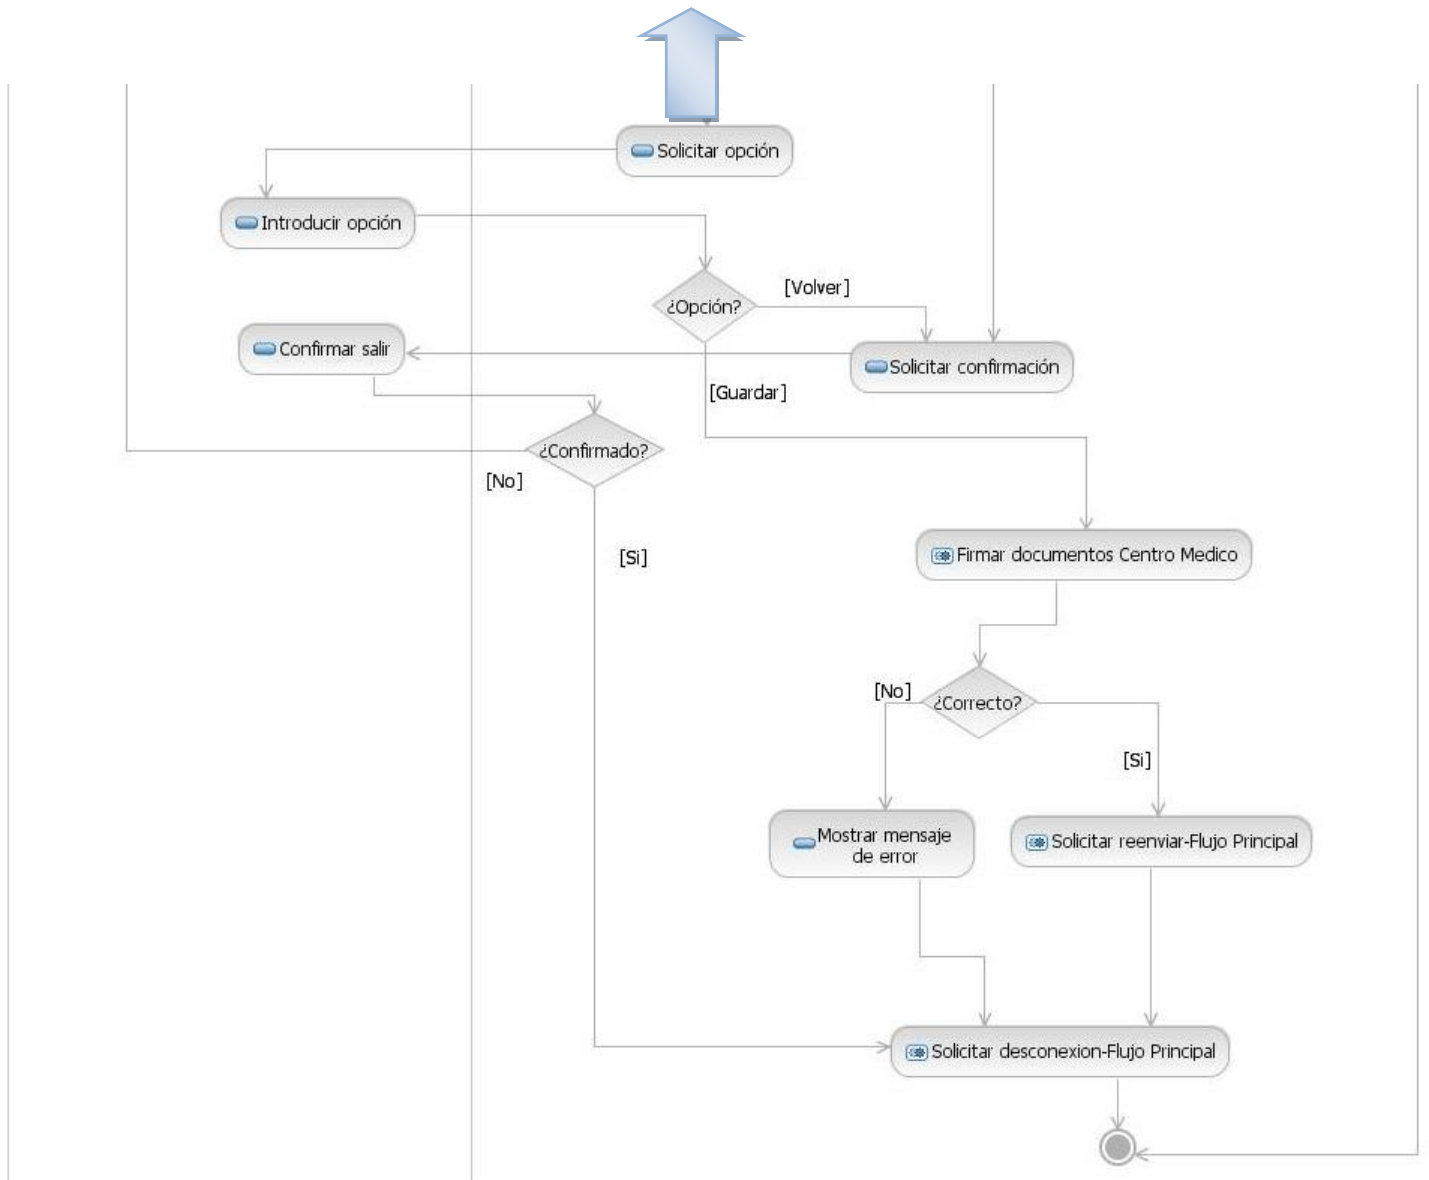 Solicitar opción
Introducir opción
¿Opción?
[Volver]
Confirmar salir
Solicitar confirmación
[Guardar]
¿Confirmado?
[No]
[Si]
Firmar documentos Centro Medico
[No]
¿Correcto?
[Si]
Mostrar mensaje
de error
Solicitar reenviar-Flujo Principal
Solicitar desconexion-Flujo Principal